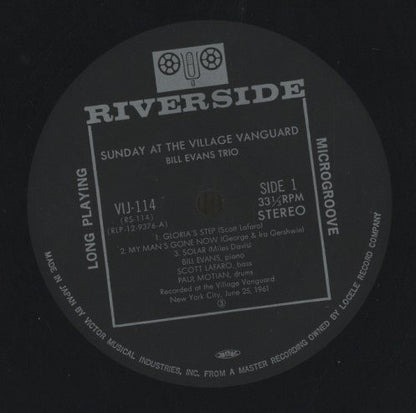 RIVERSIDE
SUNDAY AT THE VILLAGE VANGUARD
BILL EVANS TRIO
LONG PLAYING
MICROGROOVE
VIJ-114
(RS-114)
(RLP-12-9376-A)
SIDE 1
33⅓RPM
STEREO
1. GLORIA'S STEP (Scott Lafaro)
2. MY MAN'S GONE NOW (George & Ira Gershwin)
3. SOLAR (Miles Davis)
BILL EVANS, piano
SCOTT LAFARO, bass
PAUL MOTIAN, drums
Recorded at the Village Vanguard
New York City, June 25, 1961
MADE IN JAPAN BY VICTOR MUSICAL INDUSTRIES, INC. FROM A MASTER RECORDING OWNED BY LOCELE RECORD COMPANY